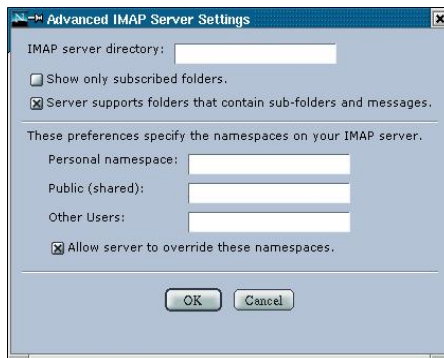 Advanced IMAP Server Settings
IMAP server directory:
Show only subscribed folders.
Server supports folders that contain sub-folders and messages.
These preferences specify the namespaces on your IMAP server.
Personal namespace:
Public (shared):
Other Users:
Allow server to override these namespaces.
OK Cancel